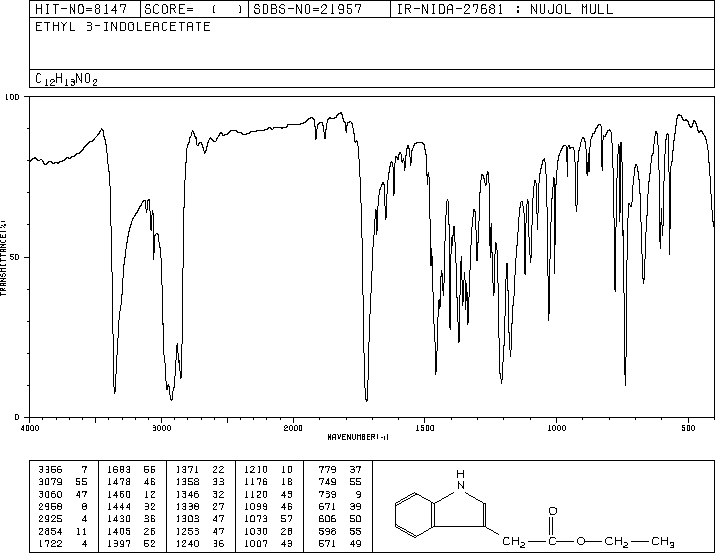 HIT-NO=8147 SCORE= ( ) SDBS-NO=21957 IR-NIDA-27681 : NUJOL MULL
ETHYL 3-INDOLEACETATE
C12H13NO2
100
50
0
TRANSMITTANCE(%)
4000 3000 2000 1500 1000 500
WAVENUMBER(-1)
3356 7 1683 56 1371 22 1210 10 779 37
3079 55 1478 46 1358 33 1176 18 749 55
3060 47 1460 12 1346 32 1120 43 739 9
2958 8 1444 32 1338 27 1099 46 671 39
2925 4 1430 36 1303 47 1073 57 606 50
2854 11 1405 26 1253 47 1030 28 598 55
1722 4 1397 52 1240 36 1007 43 571 49
H
N
O
CH2 C O CH2 CH3